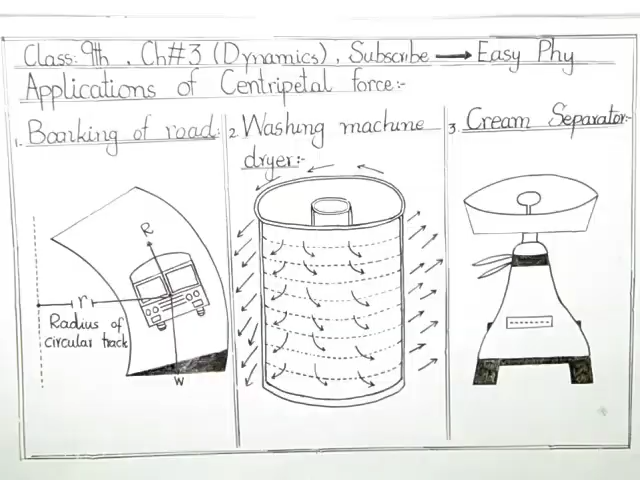 Class: 9th , Ch#3 (Dynamics) , Subscribe → Easy Phy
Applications of Centripetal force:-
1. Banking of road:
2. Washing machine
dryer:-
3. Cream Separator:-
R
r
Radius of
circular track
W